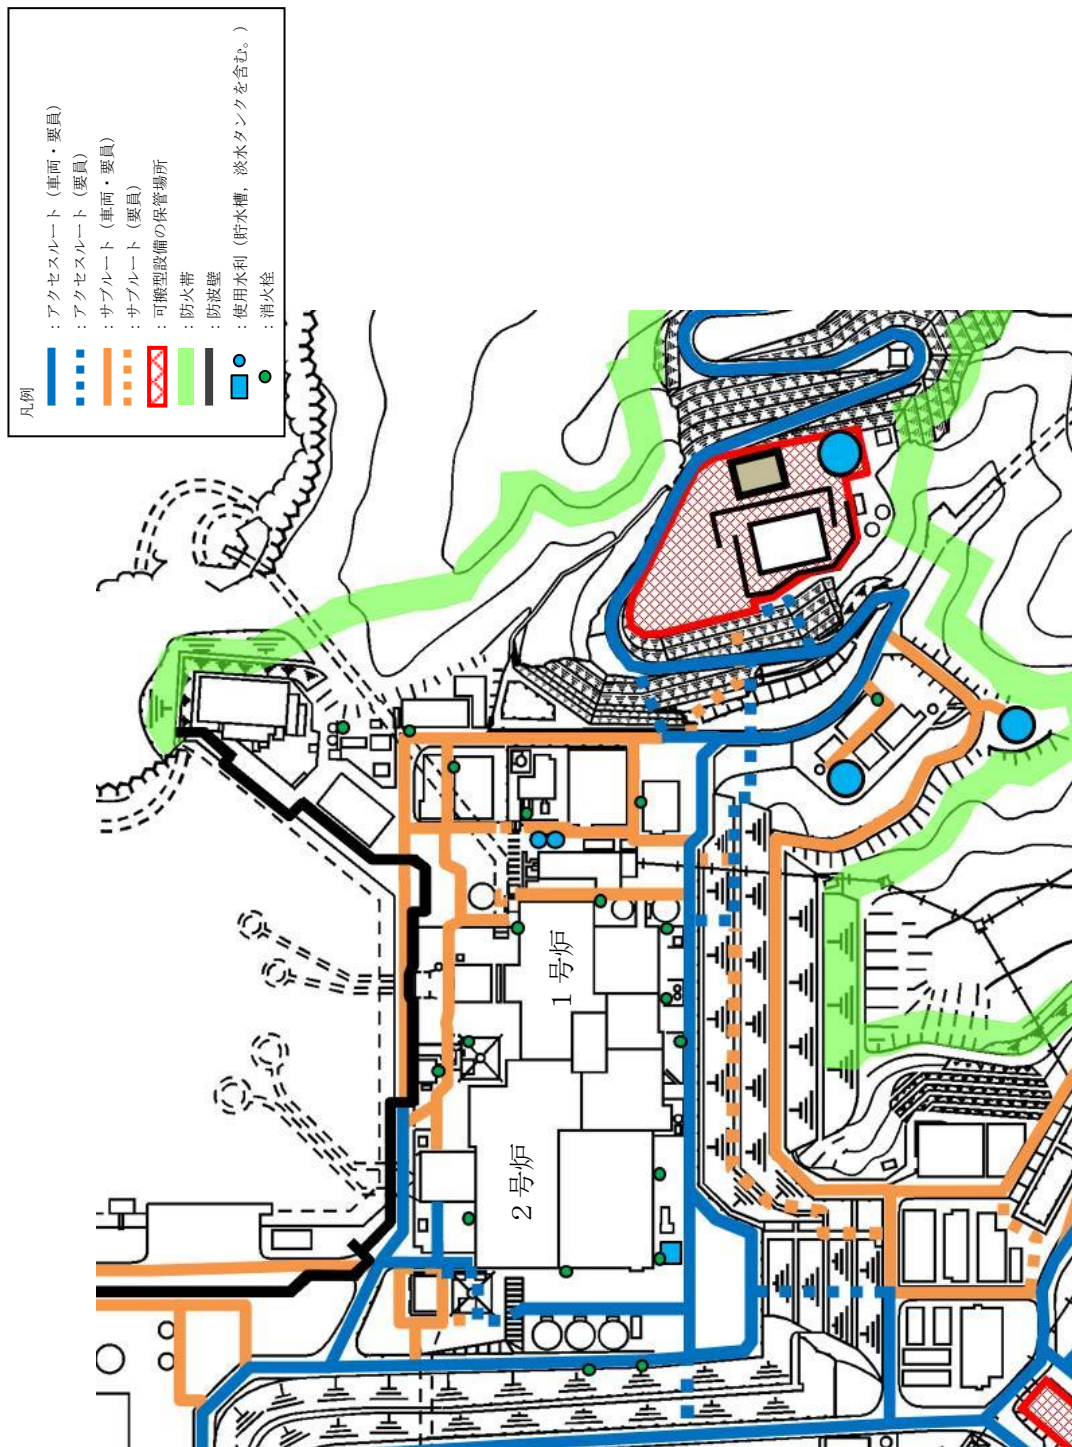 凡例
：アクセスルート（車両・要員）
：アクセスルート（要員）
：サブルート（車両・要員）
：サブルート（要員）
：可搬型設備の保管場所
：防火帯
：防波壁
：使用水利（貯水槽，淡水タンクを含む。）
：消火栓
１号炉
２号炉